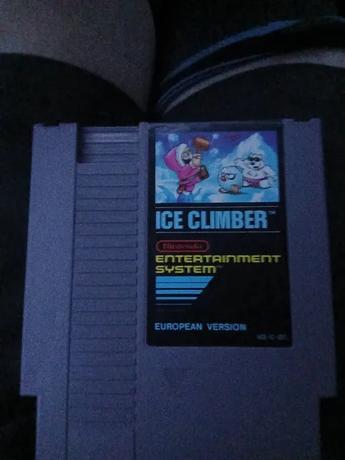 ICE CLIMBER™
Nintendo
ENTERTAINMENT
SYSTEM™
EUROPEAN VERSION